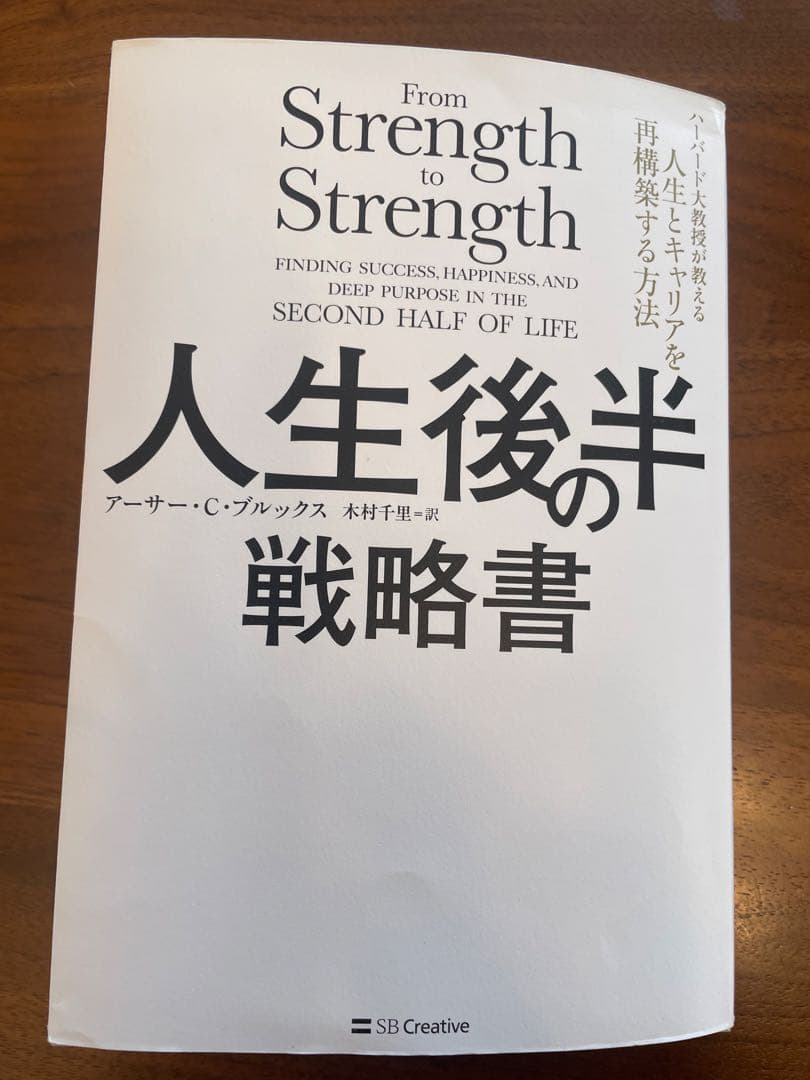 From
Strength
to
Strength
FINDING SUCCESS, HAPPINESS, AND
DEEP PURPOSE IN THE
SECOND HALF OF LIFE
ハーバード大教授が教える
人生とキャリアを
再構築する方法
人生後半の
アーサー・C・ブルックス 木村千里=訳
戦略書
SB Creative